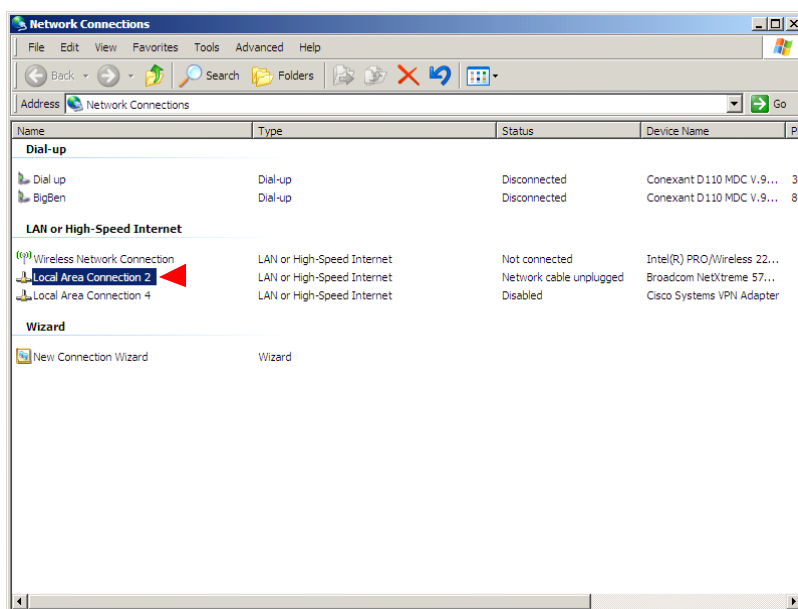 Network Connections
File Edit View Favorites Tools Advanced Help
Back Search Folders
Address Network Connections Go
Name Type Status Device Name P
Dial-up
Dial up Dial-up Disconnected Conexant D110 MDC V.9... 3
BigBen Dial-up Disconnected Conexant D110 MDC V.9... 8
LAN or High-Speed Internet
Wireless Network Connection LAN or High-Speed Internet Not connected Intel(R) PRO/Wireless 22...
Local Area Connection 2 LAN or High-Speed Internet Network cable unplugged Broadcom NetXtreme 57...
Local Area Connection 4 LAN or High-Speed Internet Disabled Cisco Systems VPN Adapter
Wizard
New Connection Wizard Wizard